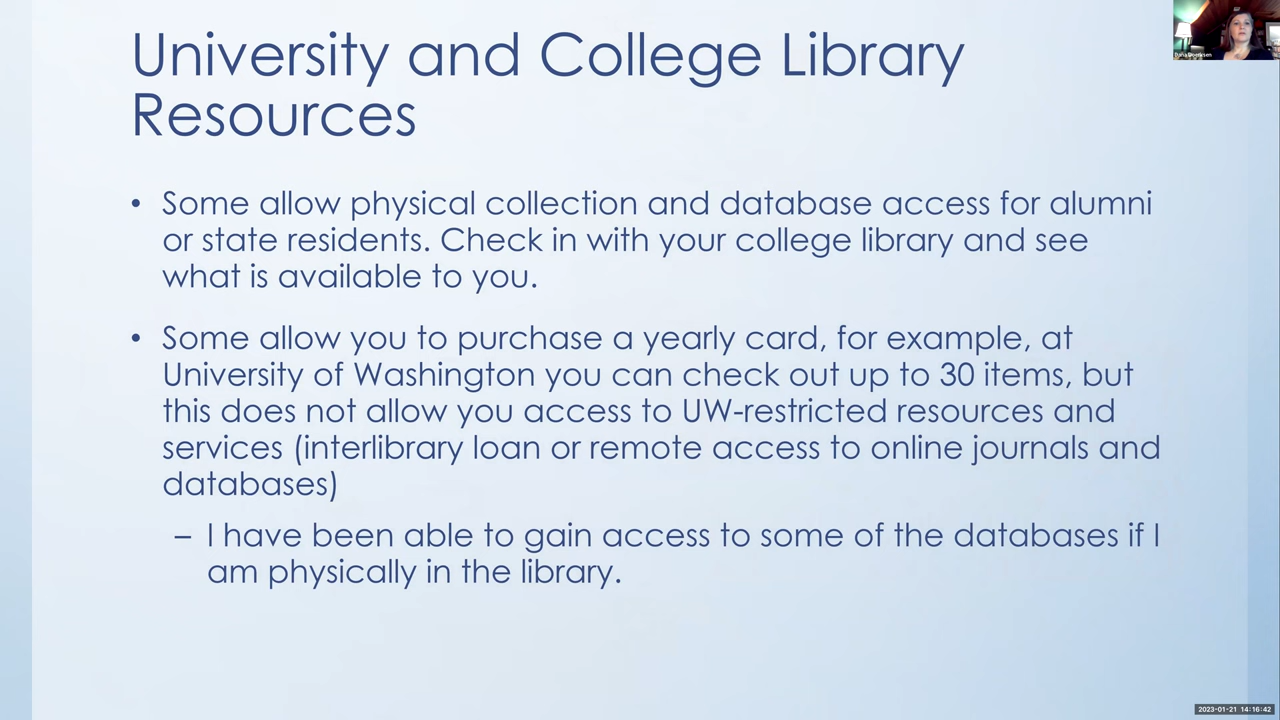 University and College Library
Resources
• Some allow physical collection and database access for alumni
or state residents. Check in with your college library and see
what is available to you.
• Some allow you to purchase a yearly card, for example, at
University of Washington you can check out up to 30 items, but
this does not allow you access to UW-restricted resources and
services (interlibrary loan or remote access to online journals and
databases)
– I have been able to gain access to some of the databases if I
am physically in the library.
2023-01-21 14:16:42